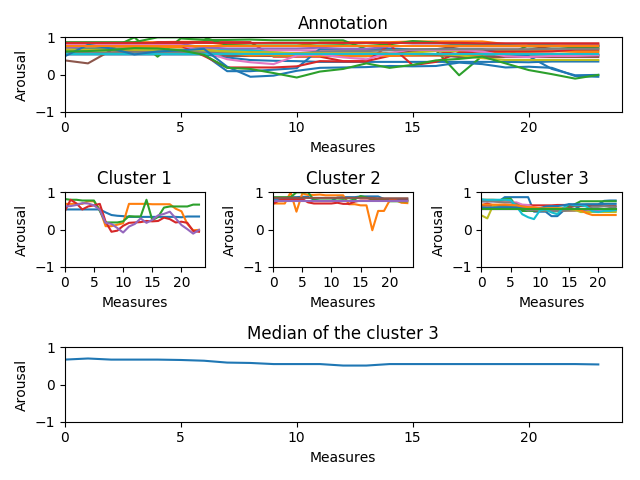 Annotation
Arousal
1
0
−1
0 5 10 15 20
Measures
Cluster 1 Cluster 2 Cluster 3
Arousal Arousal Arousal
1 1 1
0 0 0
−1 −1 −1
0 5 10 15 20 0 5 10 15 20 0 5 10 15 20
Measures Measures Measures
Median of the cluster 3
Arousal
1
0
−1
0 5 10 15 20
Measures